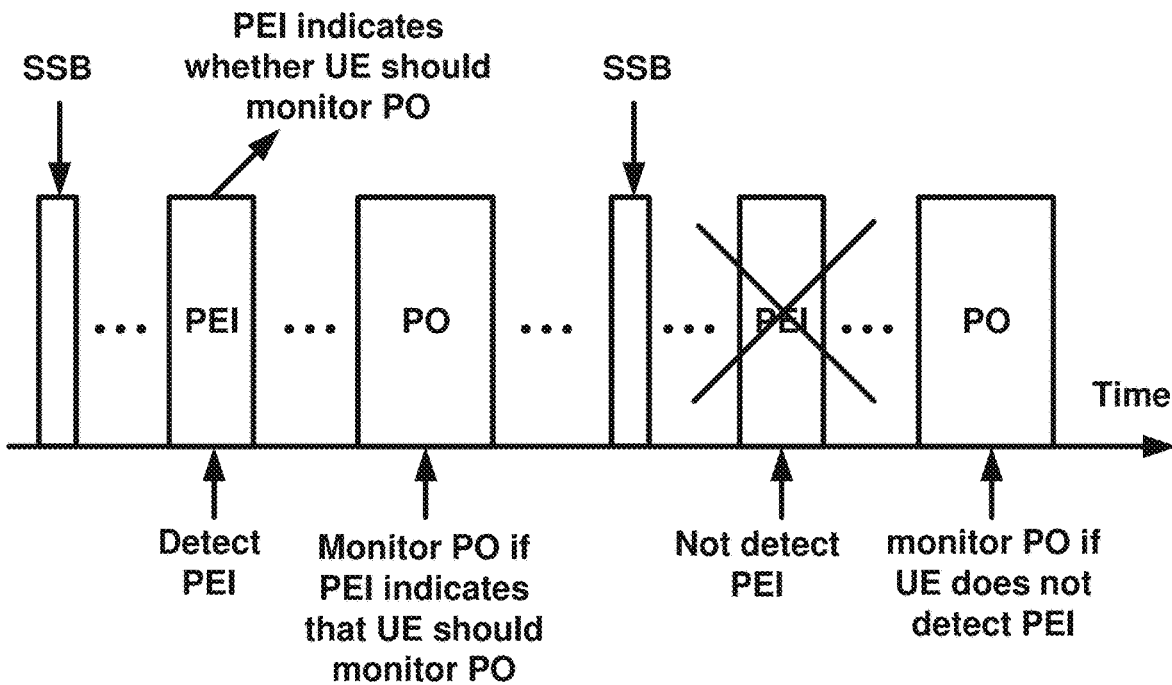 PEI indicates
whether UE should
monitor PO
SSB
SSB
... PEI ... PO ... ... PEI ... PO
Time
Detect
PEI
Monitor PO if
PEI indicates
that UE should
monitor PO
Not detect
PEI
monitor PO if
UE does not
detect PEI